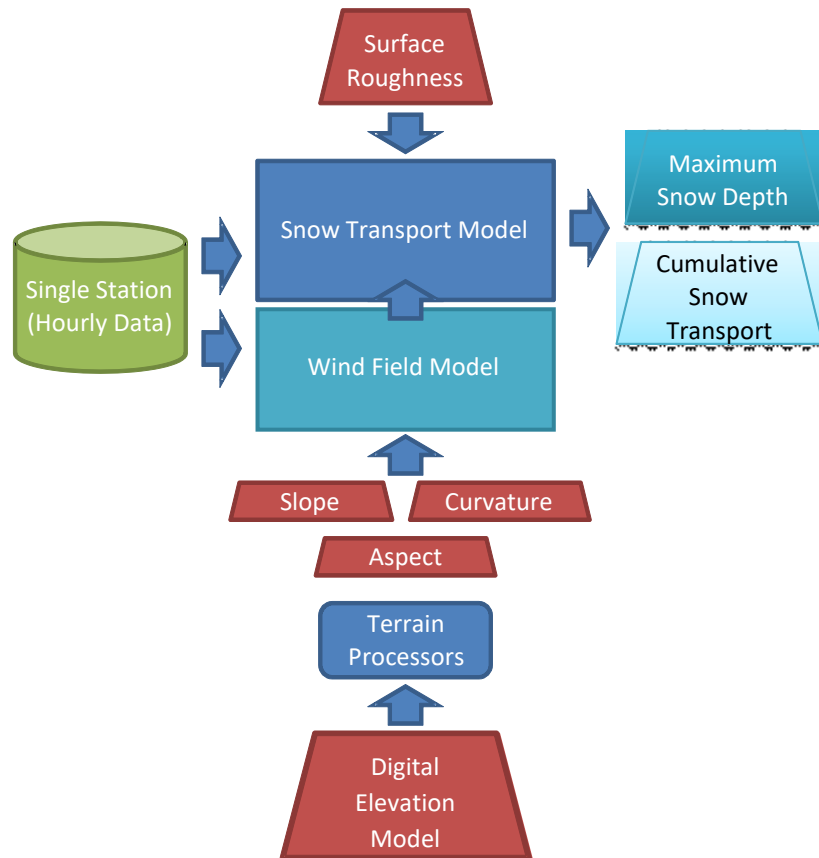 Surface
Roughness
Maximum
Snow Depth
Snow Transport Model
Single Station
(Hourly Data)
Cumulative
Snow
Transport
Wind Field Model
Slope
Curvature
Aspect
Terrain
Processors
Digital
Elevation
Model